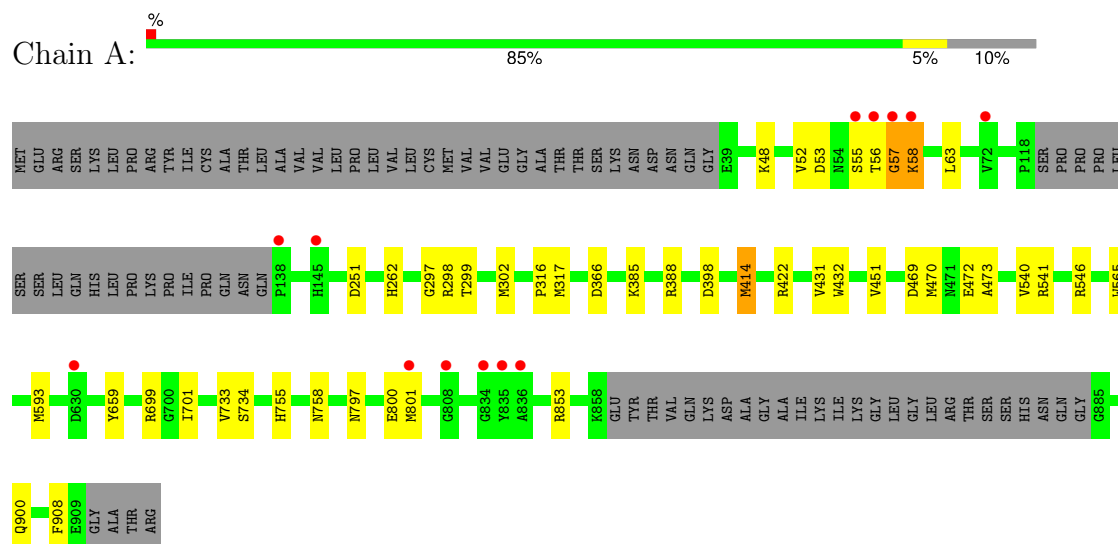 %
Chain A:
85% 5% 10%
MET GLU ARG SER LYS LEU PRO ARG TYR ILE CYS ALA THR LEU ALA VAL VAL LEU PRO LEU VAL LEU CYS MET VAL VAL GLU GLY ALA THR THR SER LYS ASN ASP ASN GLN GLY E39 K48 V52 D53 N54 S55 T56 G57 K58 L63 V72 P118 SER PRO PRO PRO LEU
SER SER LEU GLN HIS LEU PRO LYS PRO ILE PRO GLN ASN GLN P138 H145 D251 H262 G297 R298 T299 M302 P316 M317 D366 K385 R388 D398 M414 R422 V431 W432 V451 D469 M470 N471 E472 A473 V540 R541 R546 W565
M593 D630 Y659 R699 G700 I701 V733 S734 H755 N758 N797 E800 M801 G808 G834 Y835 A836 R853 K858 GLU TYR THR VAL GLN LYS ASP ALA GLY ALA ILE LYS ILE LYS GLY LEU GLY LEU ARG THR SER SER HIS ASN GLN GLY G885
Q900 F908 E909 GLY ALA THR ARG